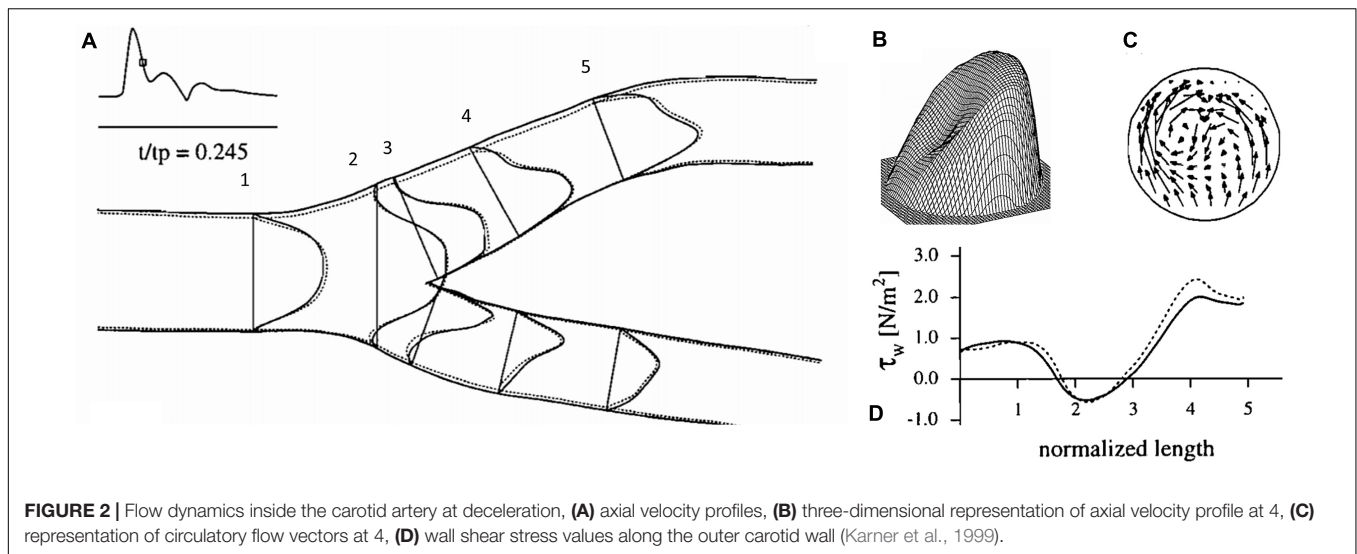 A
B
C
5
4
3
2
t/tp = 0.245
1
3.0
2.0
1.0
0.0
-1.0
τw [N/m²]
1 2 3 4 5
D
normalized length
FIGURE 2 | Flow dynamics inside the carotid artery at deceleration, (A) axial velocity profiles, (B) three-dimensional representation of axial velocity profile at 4, (C)
representation of circulatory flow vectors at 4, (D) wall shear stress values along the outer carotid wall (Karner et al., 1999).